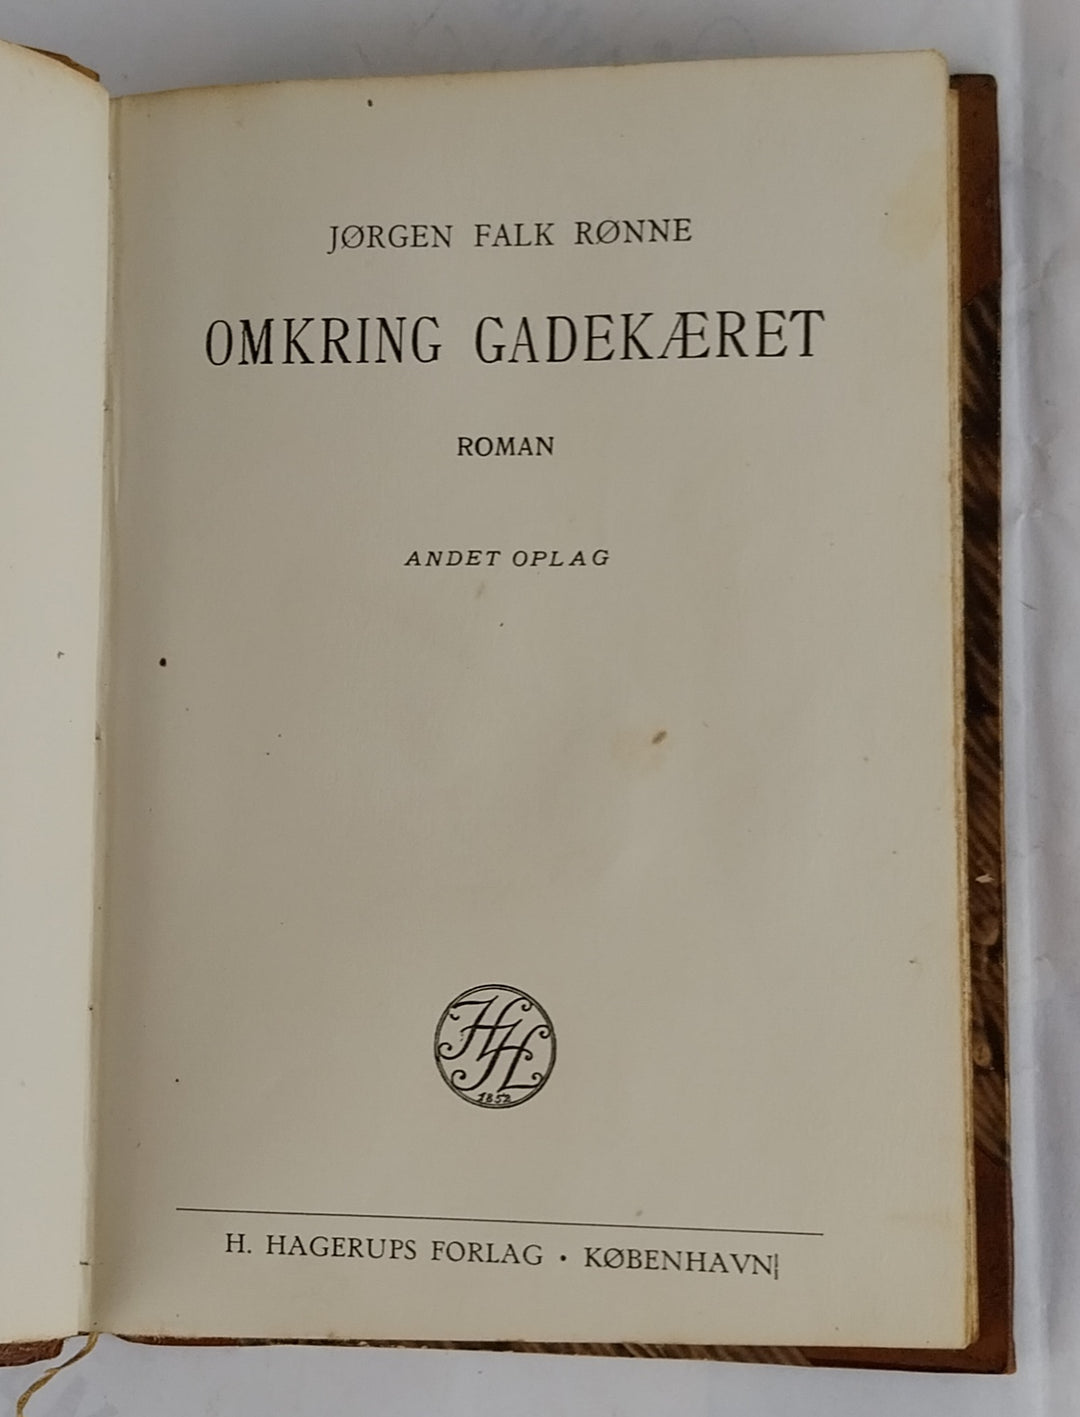 JØRGEN FALK RØNNE
OMKRING GADEKÆRET
ROMAN
ANDET OPLAG
HH
1852
H. HAGERUPS FORLAG • KØBENHAVN